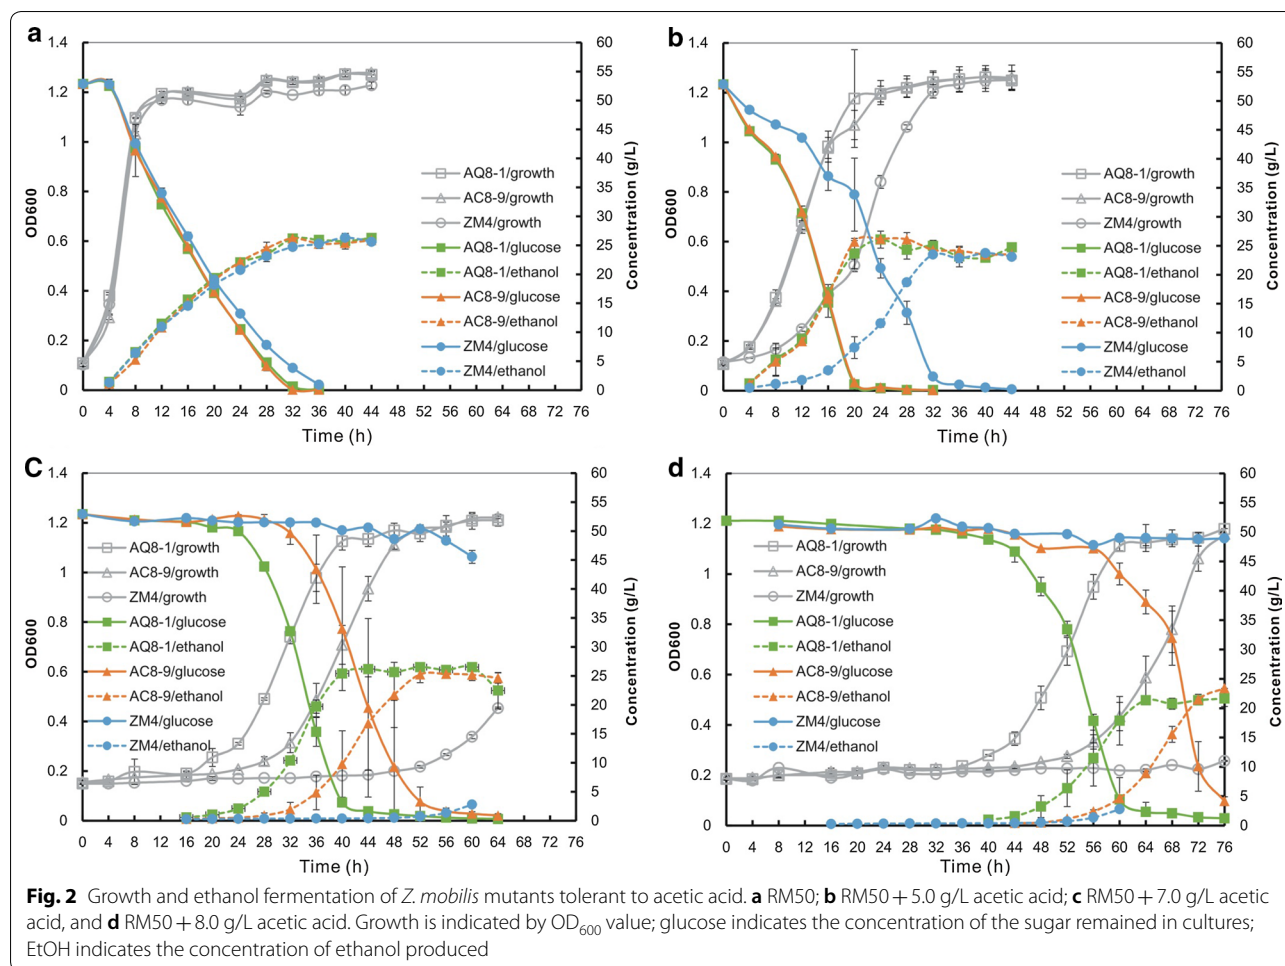 a
1.4
1.2
1
0.8
0.6
0.4
0.2
0
OD600
60
55
50
45
40
35
30
25
20
15
10
5
0
Concentration (g/L)
AQ8-1/growth
AC8-9/growth
ZM4/growth
AQ8-1/glucose
AQ8-1/ethanol
AC8-9/glucose
AC8-9/ethanol
ZM4/glucose
ZM4/ethanol
0 4 8 12 16 20 24 28 32 36 40 44 48 52 56 60 64 68 72 76
Time (h)
b
1.4
1.2
1
0.8
0.6
0.4
0.2
0
OD600
60
55
50
45
40
35
30
25
20
15
10
5
0
Concentration (g/L)
AQ8-1/growth
AC8-9/growth
ZM4/growth
AQ8-1/glucose
AQ8-1/ethanol
AC8-9/glucose
AC8-9/ethanol
ZM4/glucose
ZM4/ethanol
0 4 8 12 16 20 24 28 32 36 40 44 48 52 56 60 64 68 72 76
Time (h)
C
1.4
1.2
1
0.8
0.6
0.4
0.2
0
OD600
60
55
50
45
40
35
30
25
20
15
10
5
0
Concentration (g/L)
AQ8-1/growth
AC8-9/growth
ZM4/growth
AQ8-1/glucose
AQ8-1/ethanol
AC8-9/glucose
AC8-9/ethanol
ZM4/glucose
ZM4/ethanol
0 4 8 12 16 20 24 28 32 36 40 44 48 52 56 60 64 68 72 76
Time (h)
d
1.4
1.2
1
0.8
0.6
0.4
0.2
0
OD600
60
55
50
45
40
35
30
25
20
15
10
5
0
Concentration (g/L)
AQ8-1/growth
AC8-9/growth
ZM4/growth
AQ8-1/glucose
AQ8-1/ethanol
AC8-9/glucose
AC8-9/ethanol
ZM4/glucose
ZM4/ethanol
0 4 8 12 16 20 24 28 32 36 40 44 48 52 56 60 64 68 72 76
Time (h)
Fig. 2 Growth and ethanol fermentation of Z. mobilis mutants tolerant to acetic acid. a RM50; b RM50 + 5.0 g/L acetic acid; c RM50 + 7.0 g/L acetic
acid, and d RM50 + 8.0 g/L acetic acid. Growth is indicated by OD600 value; glucose indicates the concentration of the sugar remained in cultures;
EtOH indicates the concentration of ethanol produced